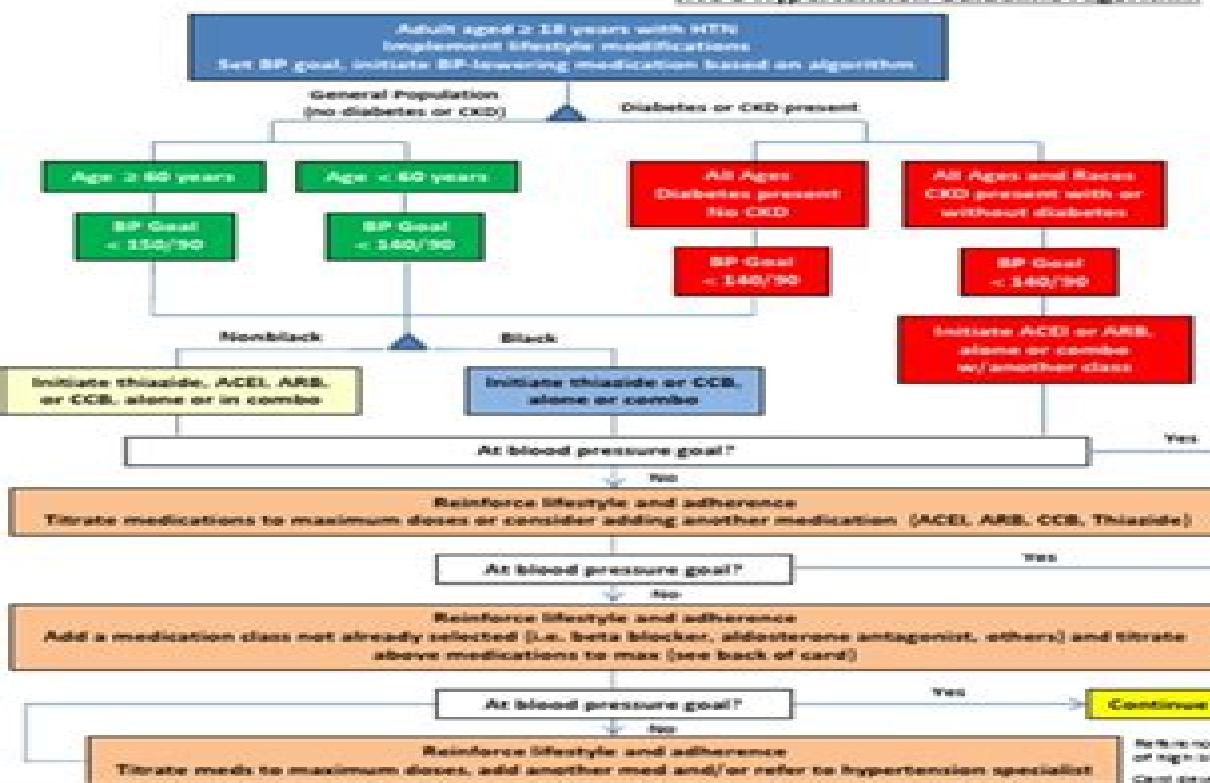 Adult aged ≥ 18 years with HTN
Implement lifestyle modifications
Set BP goal, initiate BP-lowering medication based on algorithm
General Population
(no diabetes or CKD)
Diabetes or CKD present
Age ≥ 60 years
Age < 60 years
All Ages
Diabetes present
No CKD
All Ages and Races
CKD present with or
without diabetes
BP Goal
< 150/90
BP Goal
< 140/90
BP Goal
< 140/90
BP Goal
< 140/90
Nonblack
Black
Initiate thiazide, ACEI, ARB,
or CCB, alone or in combo
Initiate thiazide or CCB,
alone or combo
Initiate ACEI or ARB,
alone or combo
w/another class
At blood pressure goal?
Yes
No
Reinforce lifestyle and adherence
Titrate medications to maximum doses or consider adding another medication (ACEI, ARB, CCB, Thiazide)
At blood pressure goal?
Yes
No
Reinforce lifestyle and adherence
Add a medication class not already selected (i.e. beta blocker, aldosterone antagonist, others) and titrate
above medications to max (see back of card)
At blood pressure goal?
Yes
Continue
No
Reinforce lifestyle and adherence
Titrate meds to maximum doses, add another med and/or refer to hypertension specialist